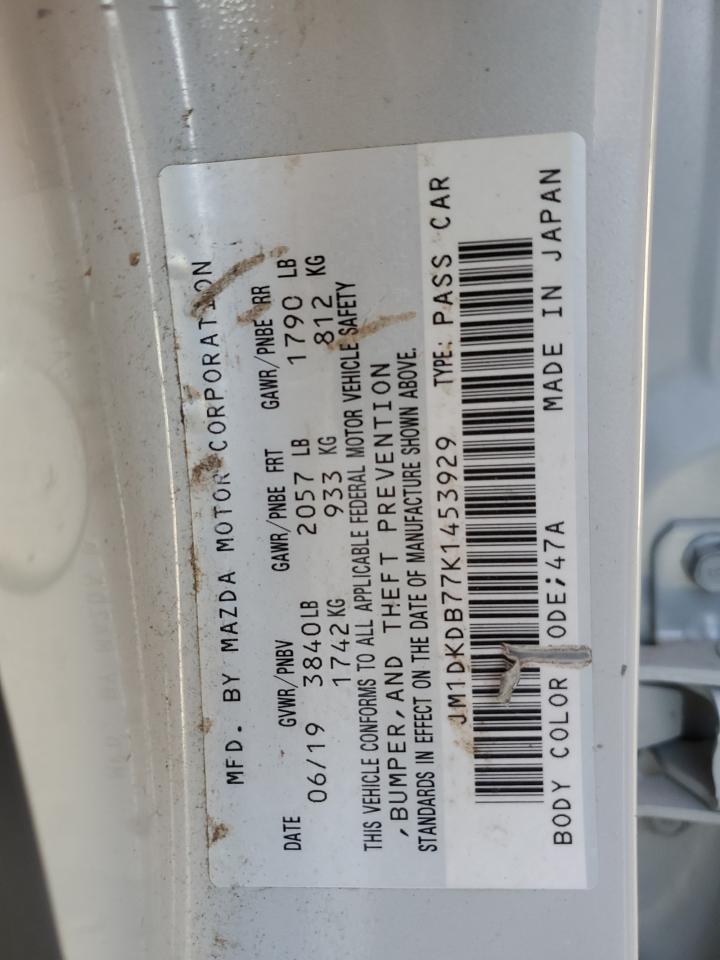 MFD. BY MAZDA MOTOR CORPORATION
DATE GVWR/PNBV GAWR/PNBE FRT GAWR/PNBE RR
06/19 3840LB 2057 LB 1790 LB
1742KG 933 KG 812 KG
THIS VEHICLE CONFORMS TO ALL APPLICABLE FEDERAL MOTOR VEHICLE SAFETY
,BUMPER,AND THEFT PREVENTION
STANDARDS IN EFFECT ON THE DATE OF MANUFACTURE SHOWN ABOVE.
JM1DKDB77K1453929 TYPE: PASS CAR
BODY COLOR ODE;47A MADE IN JAPAN